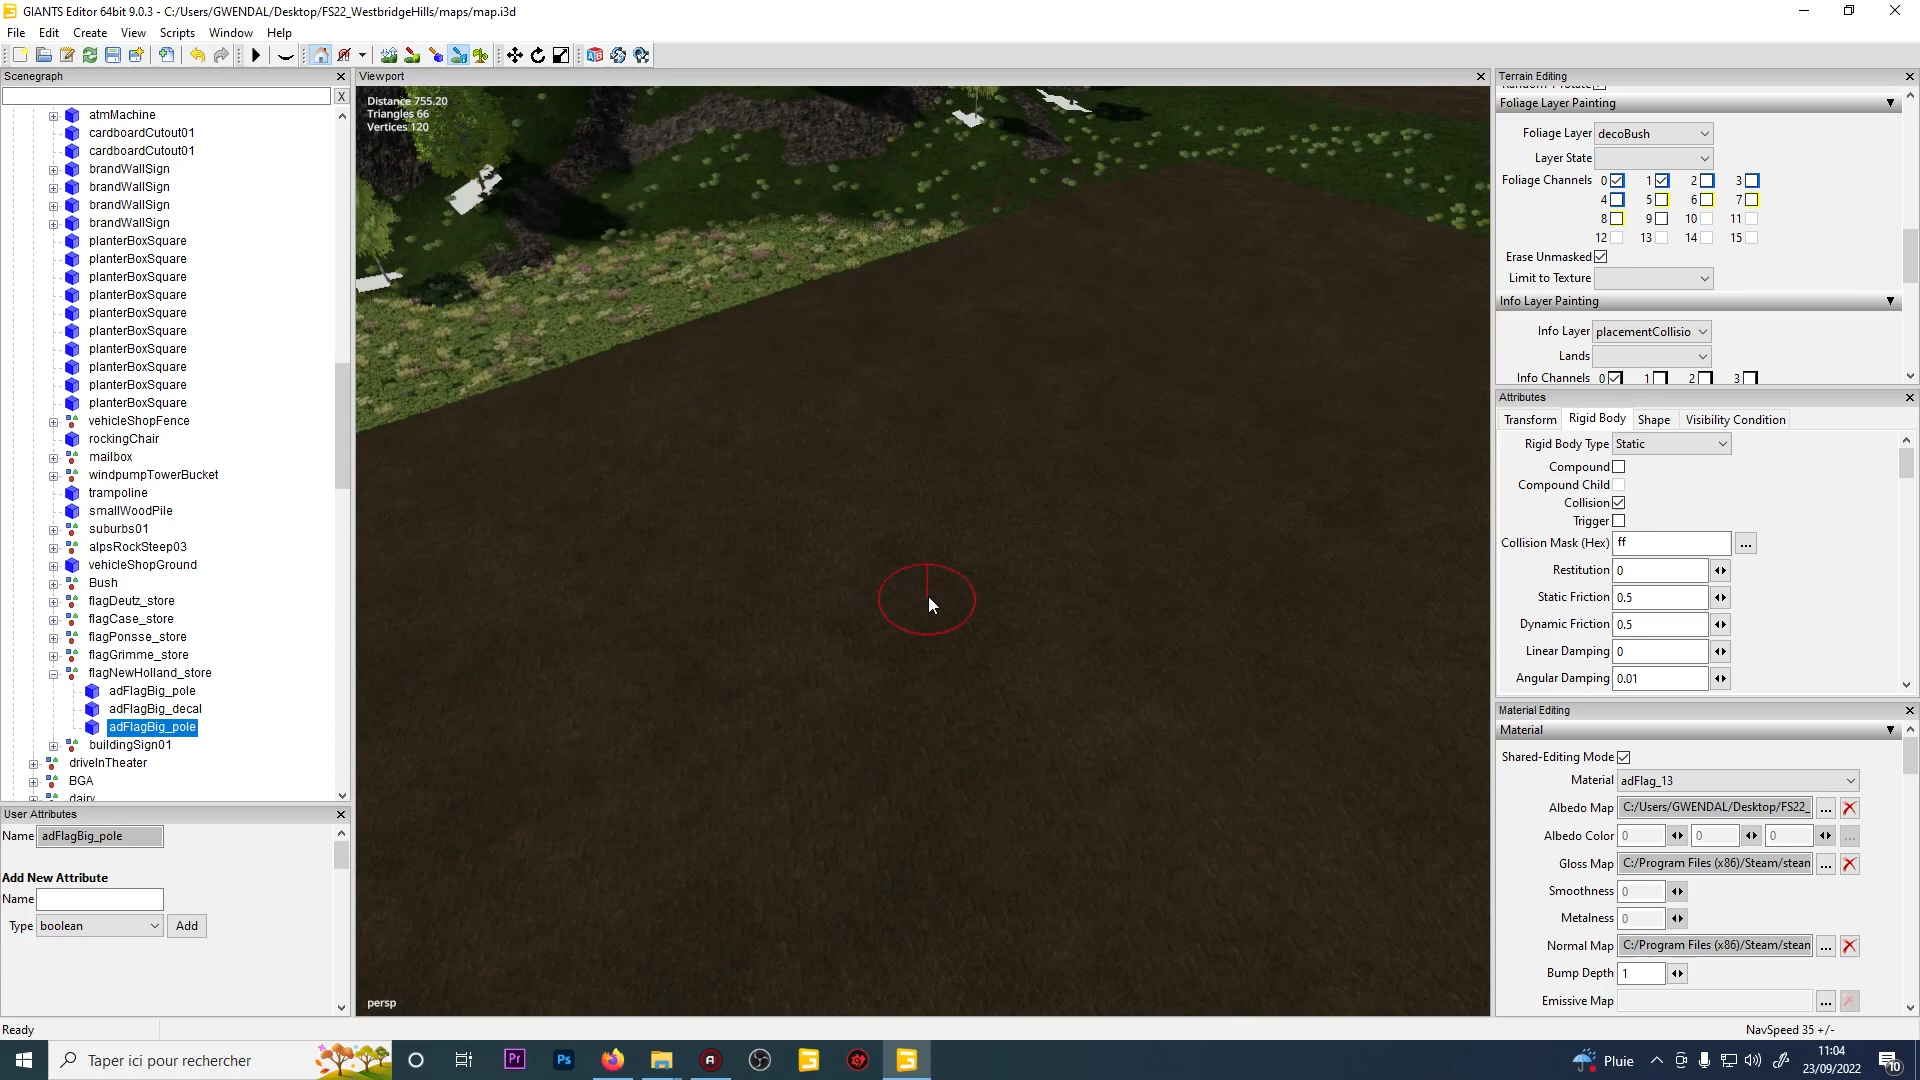 GIANTS Editor 64bit 9.0.3 - C:/Users/GWENDAL/Desktop/FS22_WestbridgeHills/maps/map.i3d
File Edit Create View Scripts Window Help
Scenegraph
X
atmMachine
cardboardCutout01
cardboardCutout01
brandWallSign
brandWallSign
brandWallSign
brandWallSign
planterBoxSquare
planterBoxSquare
planterBoxSquare
planterBoxSquare
planterBoxSquare
planterBoxSquare
planterBoxSquare
planterBoxSquare
planterBoxSquare
planterBoxSquare
vehicleShopFence
rockingChair
mailbox
windpumpTowerBucket
trampoline
smallWoodPile
suburbs01
alpsRockSteep03
vehicleShopGround
Bush
flagDeutz_store
flagCase_store
flagPonsse_store
flagGrimme_store
flagNewHolland_store
adFlagBig_pole
adFlagBig_decal
adFlagBig_pole
buildingSign01
driveInTheater
BGA
dairy
User Attributes
Name adFlagBig_pole
Add New Attribute
Name
Type boolean Add
Viewport
Distance 755.20
Triangles 66
Vertices 120
persp
Terrain Editing
Foliage Layer Painting
Foliage Layer decoBush
Layer State
Foliage Channels 0 1 2 3
4 5 6 7
8 9 10 11
12 13 14 15
Erase Unmasked
Limit to Texture
Info Layer Painting
Info Layer placementCollisio
Lands
Info Channels 0 1 2 3
Attributes
Transform Rigid Body Shape Visibility Condition
Rigid Body Type Static
Compound
Compound Child
Collision
Trigger
Collision Mask (Hex) ff ...
Restitution 0
Static Friction 0.5
Dynamic Friction 0.5
Linear Damping 0
Angular Damping 0.01
Material Editing
Material
Shared-Editing Mode
Material adFlag_13
Albedo Map C:/Users/GWENDAL/Desktop/FS22_ ...
Albedo Color 0 0 0 ...
Gloss Map C:/Program Files (x86)/Steam/stean ...
Smoothness 0
Metalness 0
Normal Map C:/Program Files (x86)/Steam/stean ...
Bump Depth 1
Emissive Map ...
Ready
NavSpeed 35 +/-
Taper ici pour rechercher
Pr
Ps
Pluie
11:04
23/09/2022
10